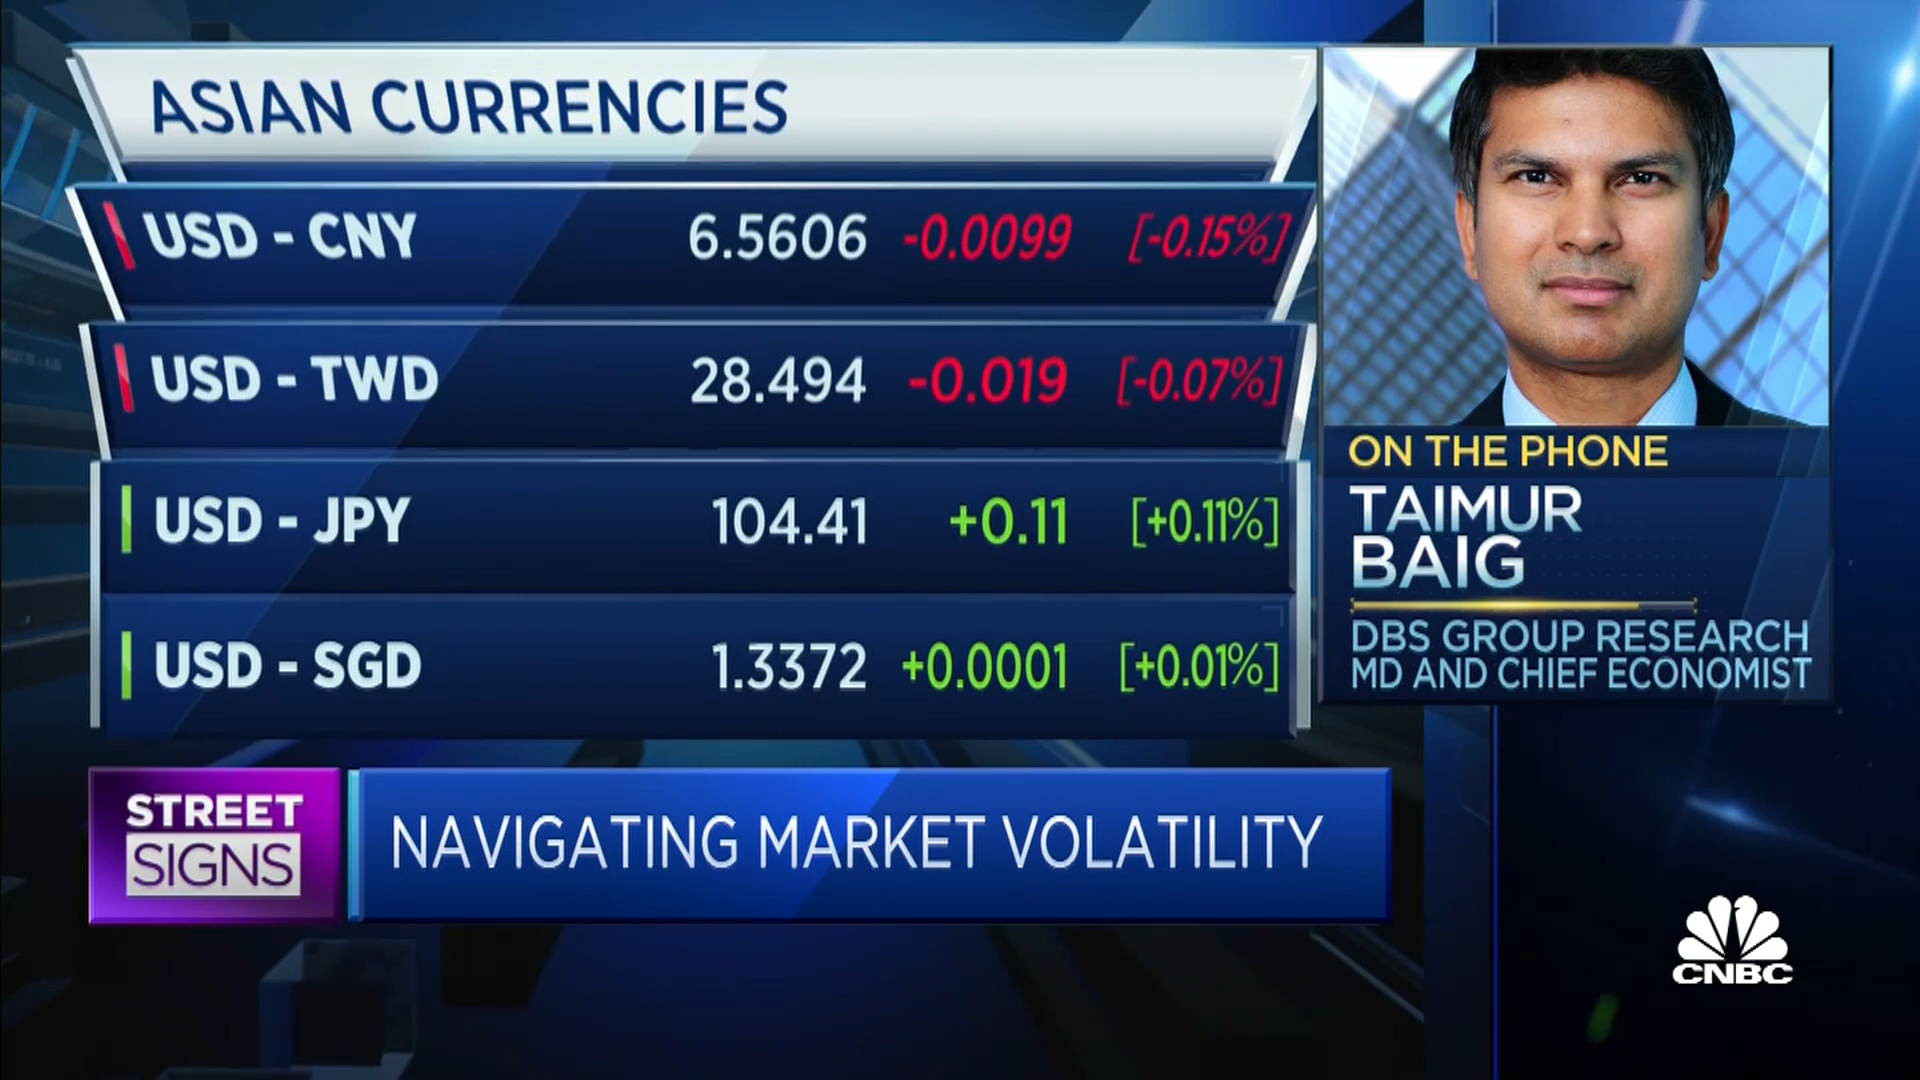 ASIAN CURRENCIES
USD - CNY 6.5606 -0.0099 [-0.15%]
USD - TWD 28.494 -0.019 [-0.07%]
USD - JPY 104.41 +0.11 [+0.11%]
USD - SGD 1.3372 +0.0001 [+0.01%]
ON THE PHONE
TAIMUR
BAIG
DBS GROUP RESEARCH
MD AND CHIEF ECONOMIST
STREET
SIGNS
NAVIGATING MARKET VOLATILITY
CNBC